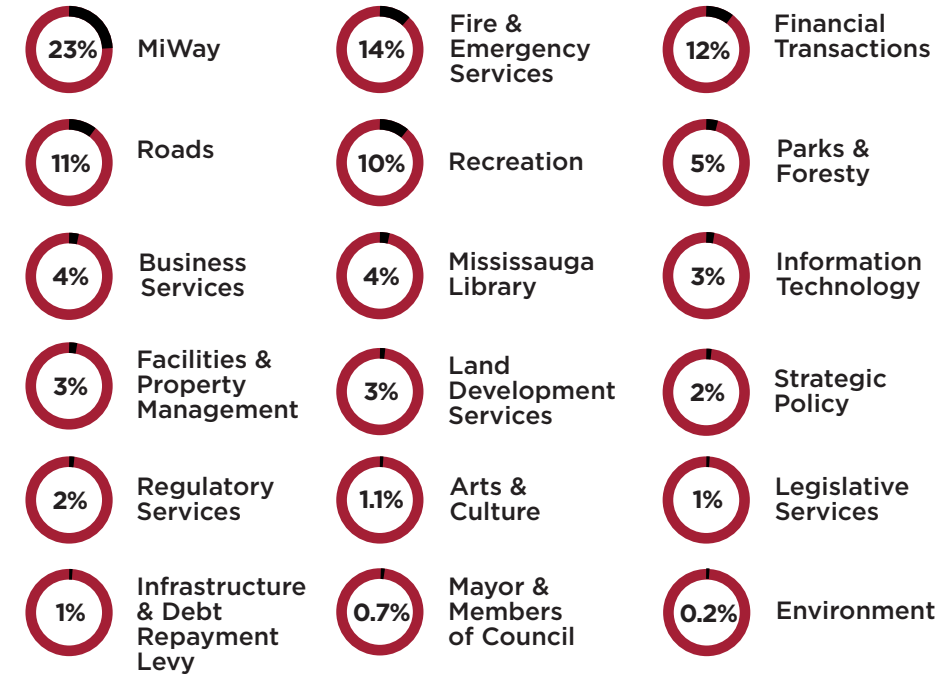 23%
MiWay
14%
Fire &
Emergency
Services
12%
Financial
Transactions
11%
Roads
10%
Recreation
5%
Parks &
Foresty
4%
Business
Services
4%
Mississauga
Library
3%
Information
Technology
3%
Facilities &
Property
Management
3%
Land
Development
Services
2%
Strategic
Policy
2%
Regulatory
Services
1.1%
Arts &
Culture
1%
Legislative
Services
1%
Infrastructure
& Debt
Repayment
Levy
0.7%
Mayor &
Members
of Council
0.2%
Environment